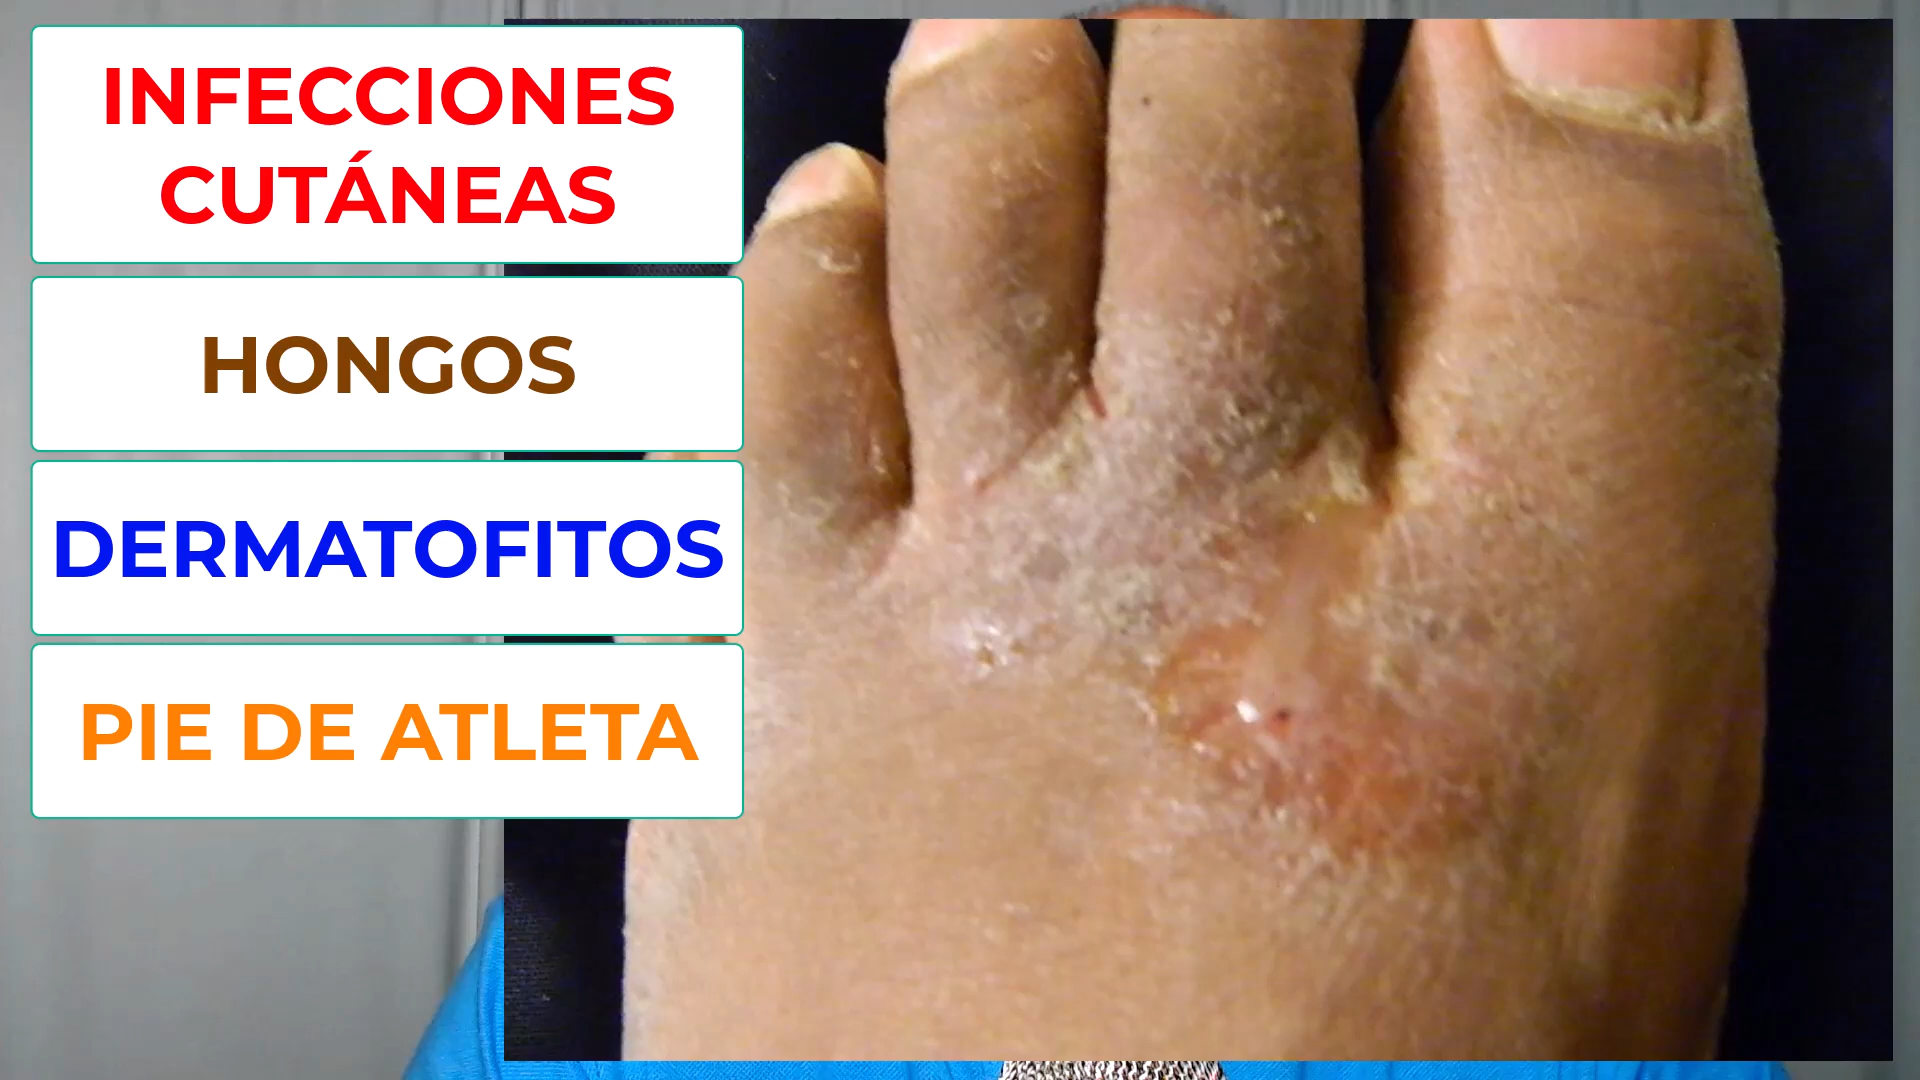 INFECCIONES
CUTÁNEAS
HONGOS
DERMATOFITOS
PIE DE ATLETA